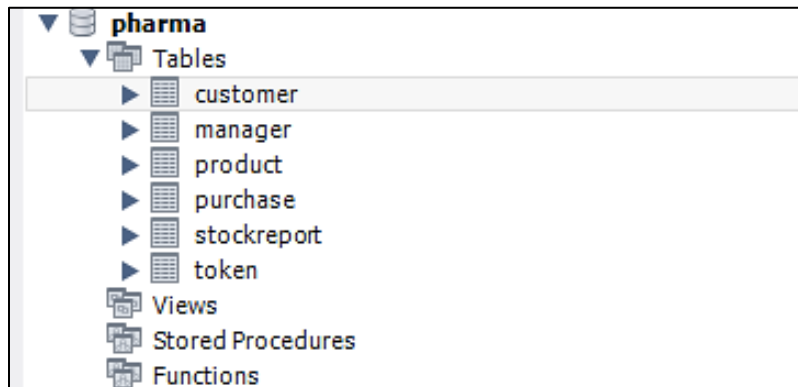 pharma
Tables
customer
manager
product
purchase
stockreport
token
Views
Stored Procedures
Functions